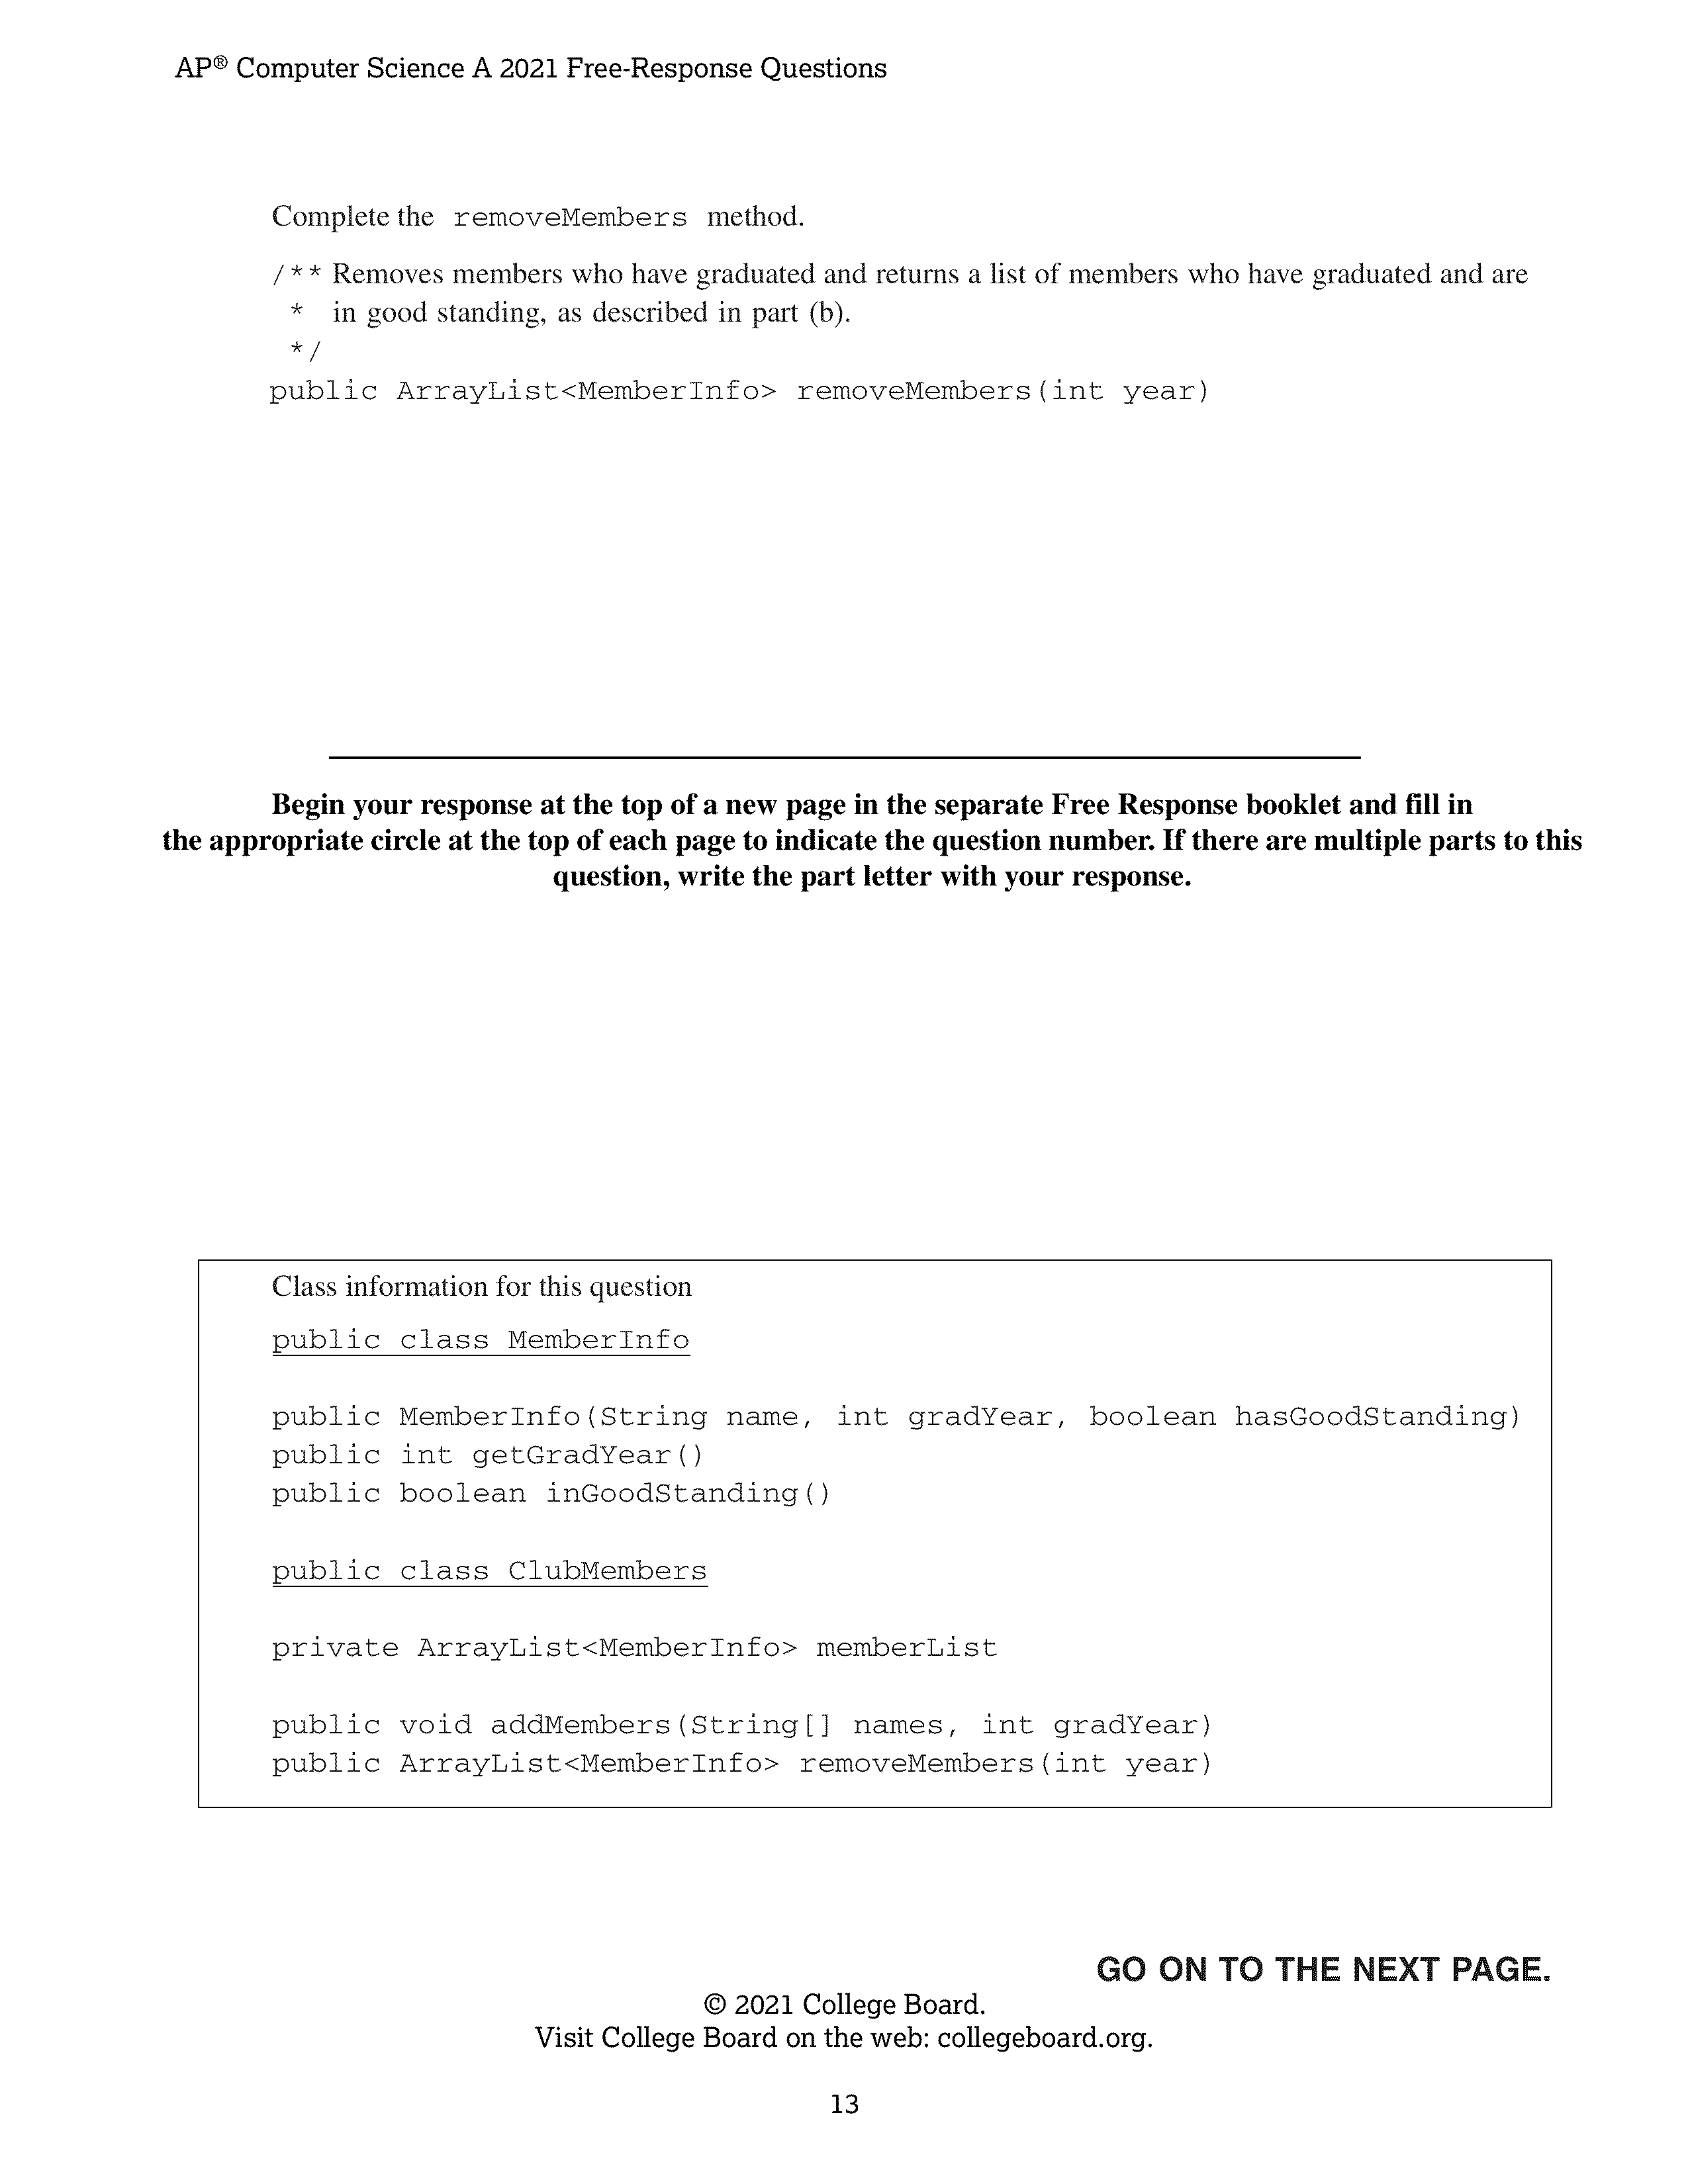 AP® Computer Science A 2021 Free-Response Questions
Complete the removeMembers method.
/** Removes members who have graduated and returns a list of members who have graduated and are
* in good standing, as described in part (b).
*/
public ArrayList<MemberInfo> removeMembers(int year)
Begin your response at the top of a new page in the separate Free Response booklet and fill in
the appropriate circle at the top of each page to indicate the question number. If there are multiple parts to this
question, write the part letter with your response.
Class information for this question
public class MemberInfo
public MemberInfo(String name, int gradYear, boolean hasGoodStanding)
public int getGradYear()
public boolean inGoodStanding()
public class ClubMembers
private ArrayList<MemberInfo> memberList
public void addMembers(String[] names, int gradYear)
public ArrayList<MemberInfo> removeMembers(int year)
GO ON TO THE NEXT PAGE.
© 2021 College Board.
Visit College Board on the web: collegeboard.org.
13